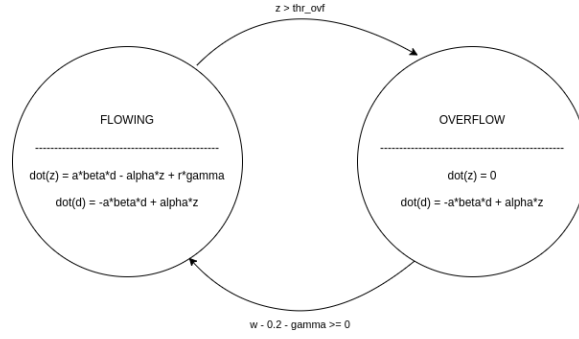 z > thr_ovf
FLOWING
dot(z) = a*beta*d - alpha*z + r*gamma
dot(d) = -a*beta*d + alpha*z
OVERFLOW
dot(z) = 0
dot(d) = -a*beta*d + alpha*z
w - 0.2 - gamma >= 0